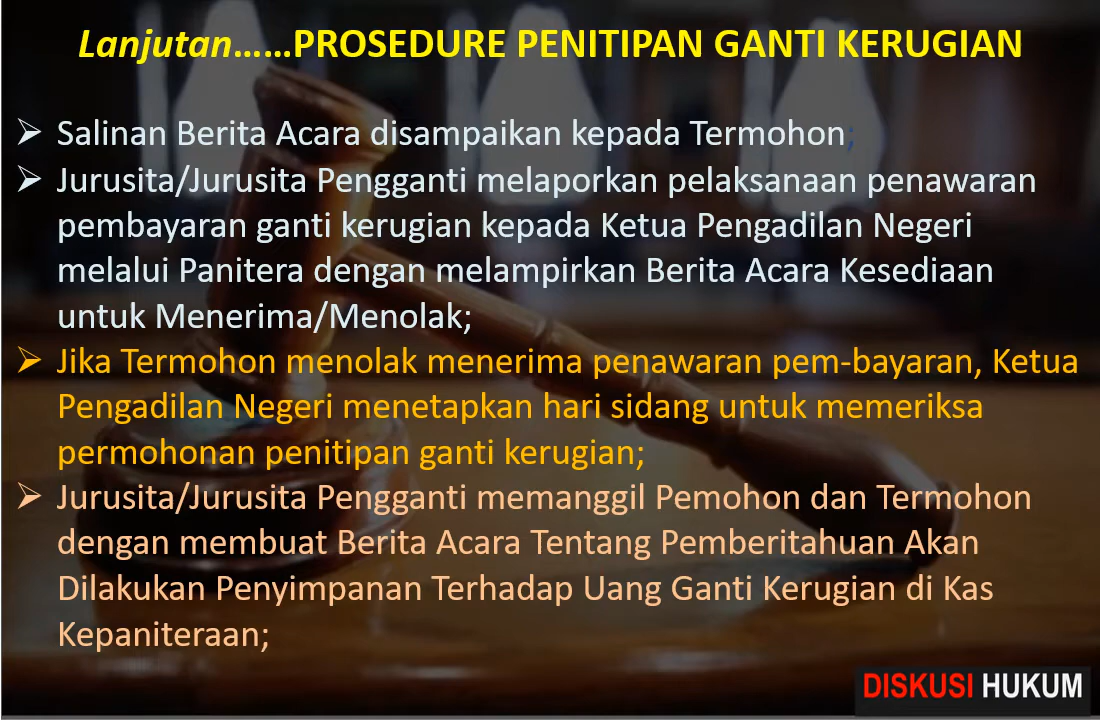 Lanjutan……PROSEDURE PENITIPAN GANTI KERUGIAN
➢ Salinan Berita Acara disampaikan kepada Termohon;
➢ Jurusita/Jurusita Pengganti melaporkan pelaksanaan penawaran
pembayaran ganti kerugian kepada Ketua Pengadilan Negeri
melalui Panitera dengan melampirkan Berita Acara Kesediaan
untuk Menerima/Menolak;
➢ Jika Termohon menolak menerima penawaran pem-bayaran, Ketua
Pengadilan Negeri menetapkan hari sidang untuk memeriksa
permohonan penitipan ganti kerugian;
➢ Jurusita/Jurusita Pengganti memanggil Pemohon dan Termohon
dengan membuat Berita Acara Tentang Pemberitahuan Akan
Dilakukan Penyimpanan Terhadap Uang Ganti Kerugian di Kas
Kepaniteraan;
DISKUSI HUKUM